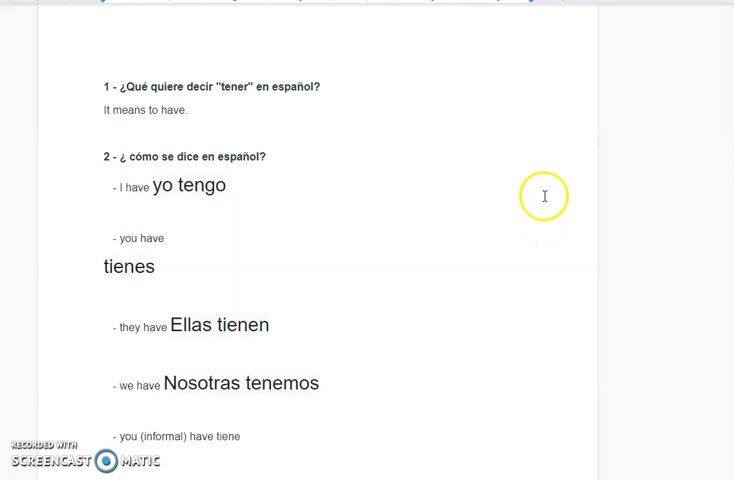 1 - ¿Qué quiere decir "tener" en español?
It means to have.
2 - ¿ cómo se dice en español?
- I have yo tengo
- you have
tienes
- they have Ellas tienen
- we have Nosotras tenemos
- you (informal) have tiene
RECORDED WITH
SCREENCAST MATIC